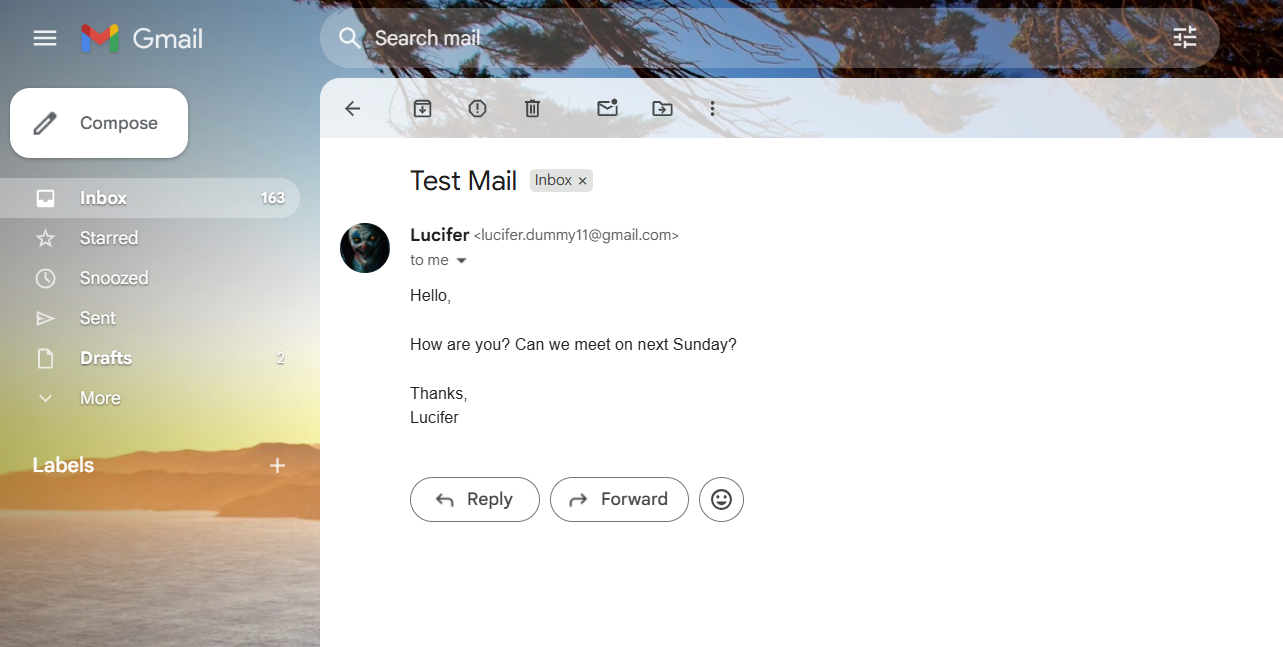 Gmail
Search mail
Compose
Inbox 163
Starred
Snoozed
Sent
Drafts 2
More
Labels
Test Mail Inbox ×
Lucifer <lucifer.dummy11@gmail.com>
to me
Hello,
How are you? Can we meet on next Sunday?
Thanks,
Lucifer
Reply Forward